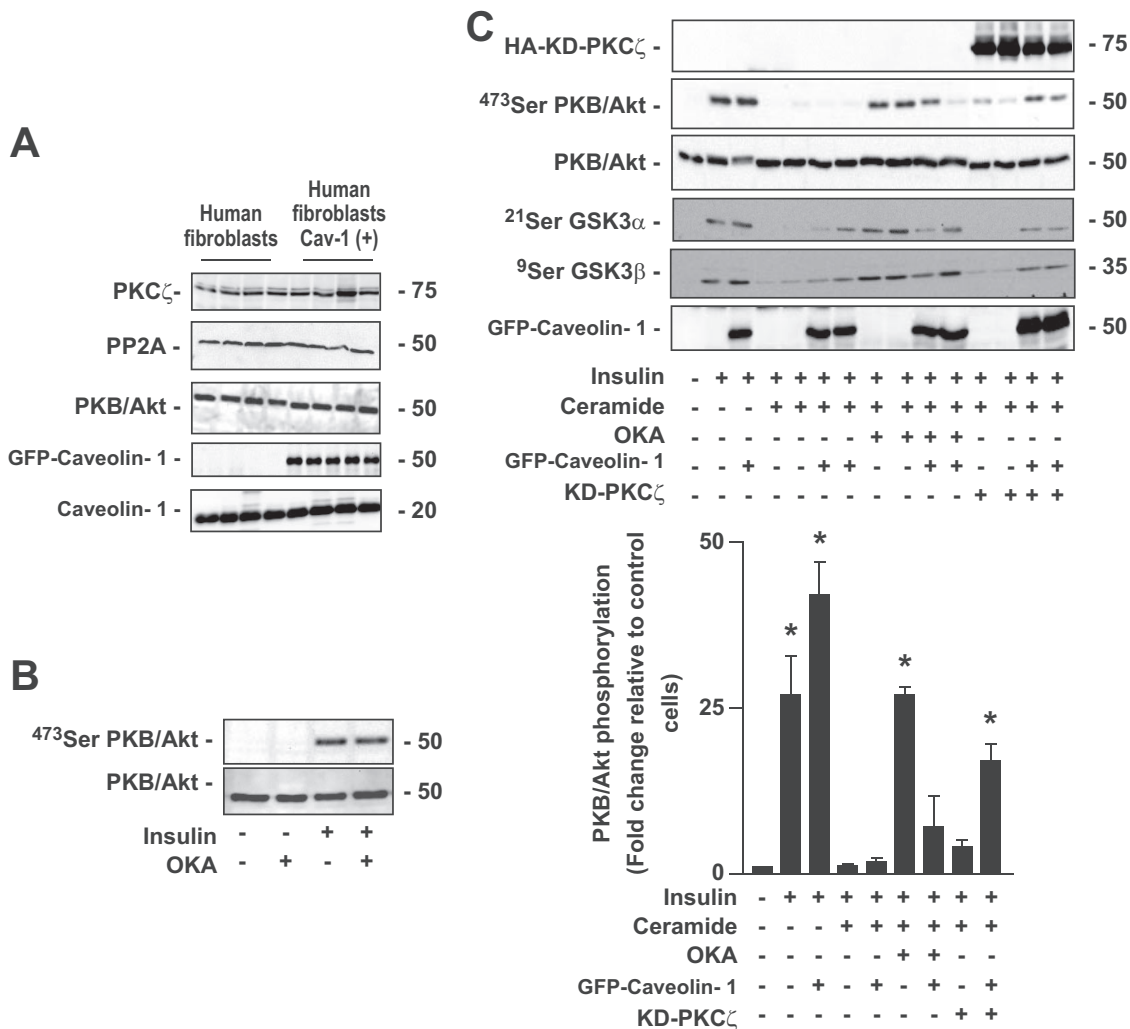 A
Human
fibroblasts
Human
fibroblasts
Cav-1 (+)
PKCζ- - 75
PP2A - - 50
PKB/Akt - - 50
GFP-Caveolin- 1 - 50
Caveolin- 1 - - 20
B
473Ser PKB/Akt - - 50
PKB/Akt - - 50
Insulin - - + +
OKA - + - +
C
HA-KD-PKCζ - - 75
473Ser PKB/Akt - - 50
PKB/Akt - - 50
21Ser GSK3α - - 50
9Ser GSK3β - - 35
GFP-Caveolin- 1 - 50
Insulin - + + + + + + + + + + + + + +
Ceramide - - - + + + + + + + + + + + +
OKA - - - - - - - + + + + - - - -
GFP-Caveolin- 1 - - + - - + + - - + + - - + +
KD-PKCζ - - - - - - - - - - - + + + +
PKB/Akt phosphorylation
(Fold change relative to control
cells)
50
25
0
* * * *
Insulin - + + + + + + + +
Ceramide - - - + + + + + +
OKA - - - - - + + - -
GFP-Caveolin- 1 - - + - + - + - +
KD-PKCζ - - - - - - - + +